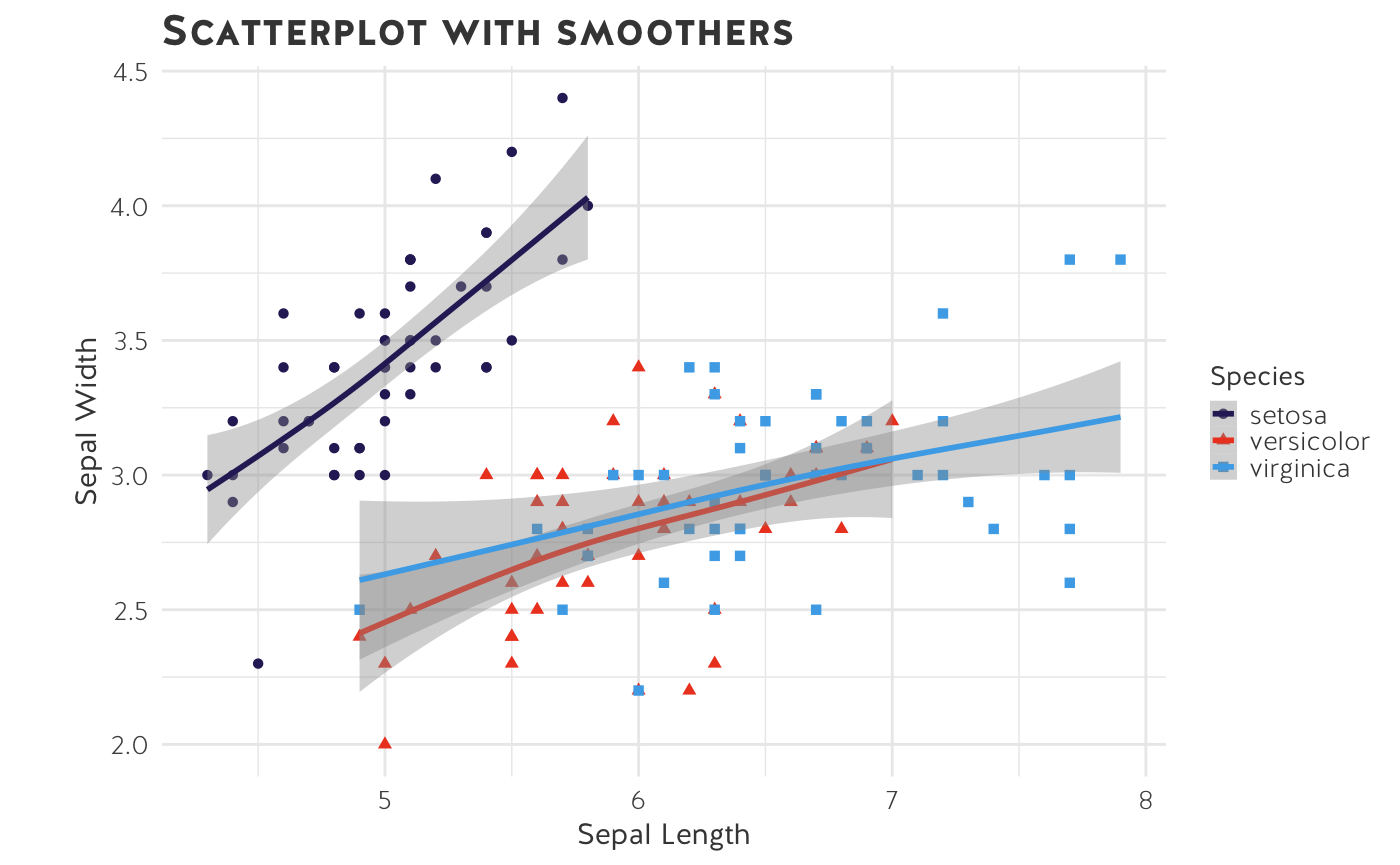 SCATTERPLOT WITH SMOOTHERS
4.5
4.0
3.5
3.0
2.5
2.0
Sepal Width
5 6 7 8
Sepal Length
Species
setosa
versicolor
virginica